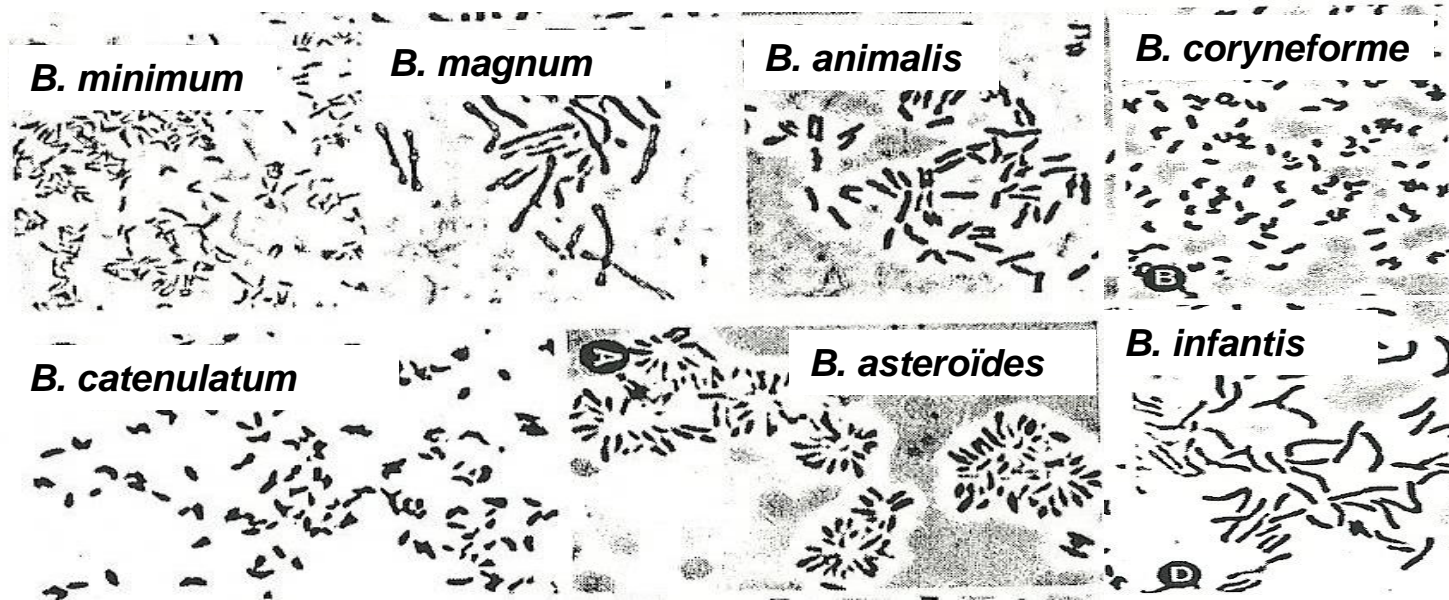 B. minimum
B. magnum
B. animalis
B. coryneforme
B
B. catenulatum
A
B. asteroïdes
B. infantis
D